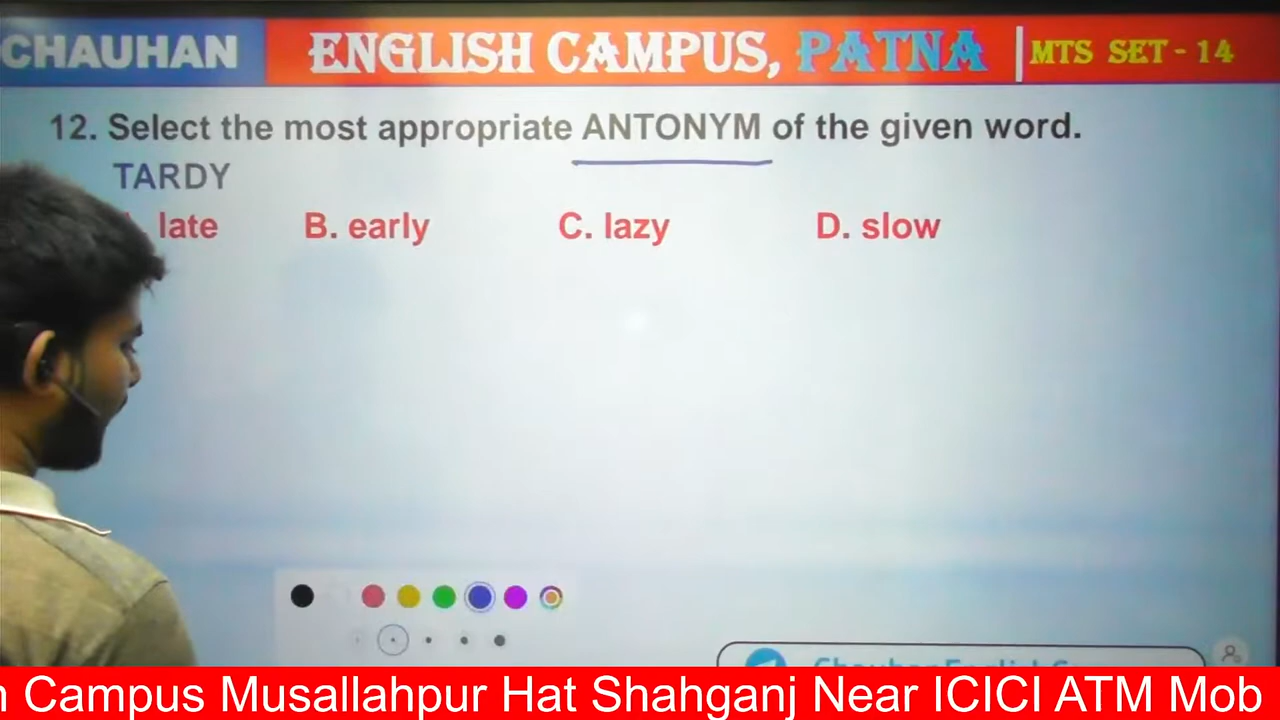 CHAUHAN ENGLISH CAMPUS, PATNA MTS SET - 14
12. Select the most appropriate ANTONYM of the given word.
TARDY
late B. early C. lazy D. slow
Campus Musallahpur Hat Shahganj Near ICICI ATM Mob